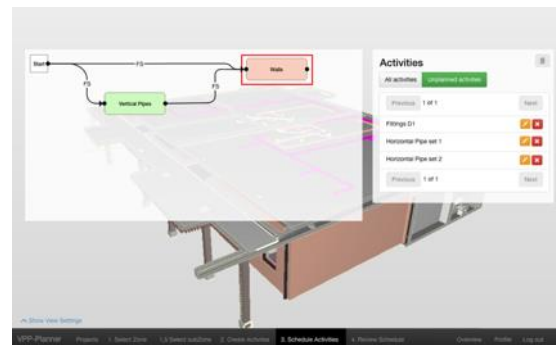 Start
FS
Walls
FS
FS
Vertical Pipes
Activities
All activities
Unplanned activities
Previous 1 of 1 Next
Fittings D1
Horizontal Pipe set 1
Horizontal Pipe set 2
Previous 1 of 1 Next
Show View Settings
VPP-Planner Projects 1. Select Zone 1,5 Select subZone 2. Create Activities 3. Schedule Activities 4. Review Schedule Overview Profile Log out